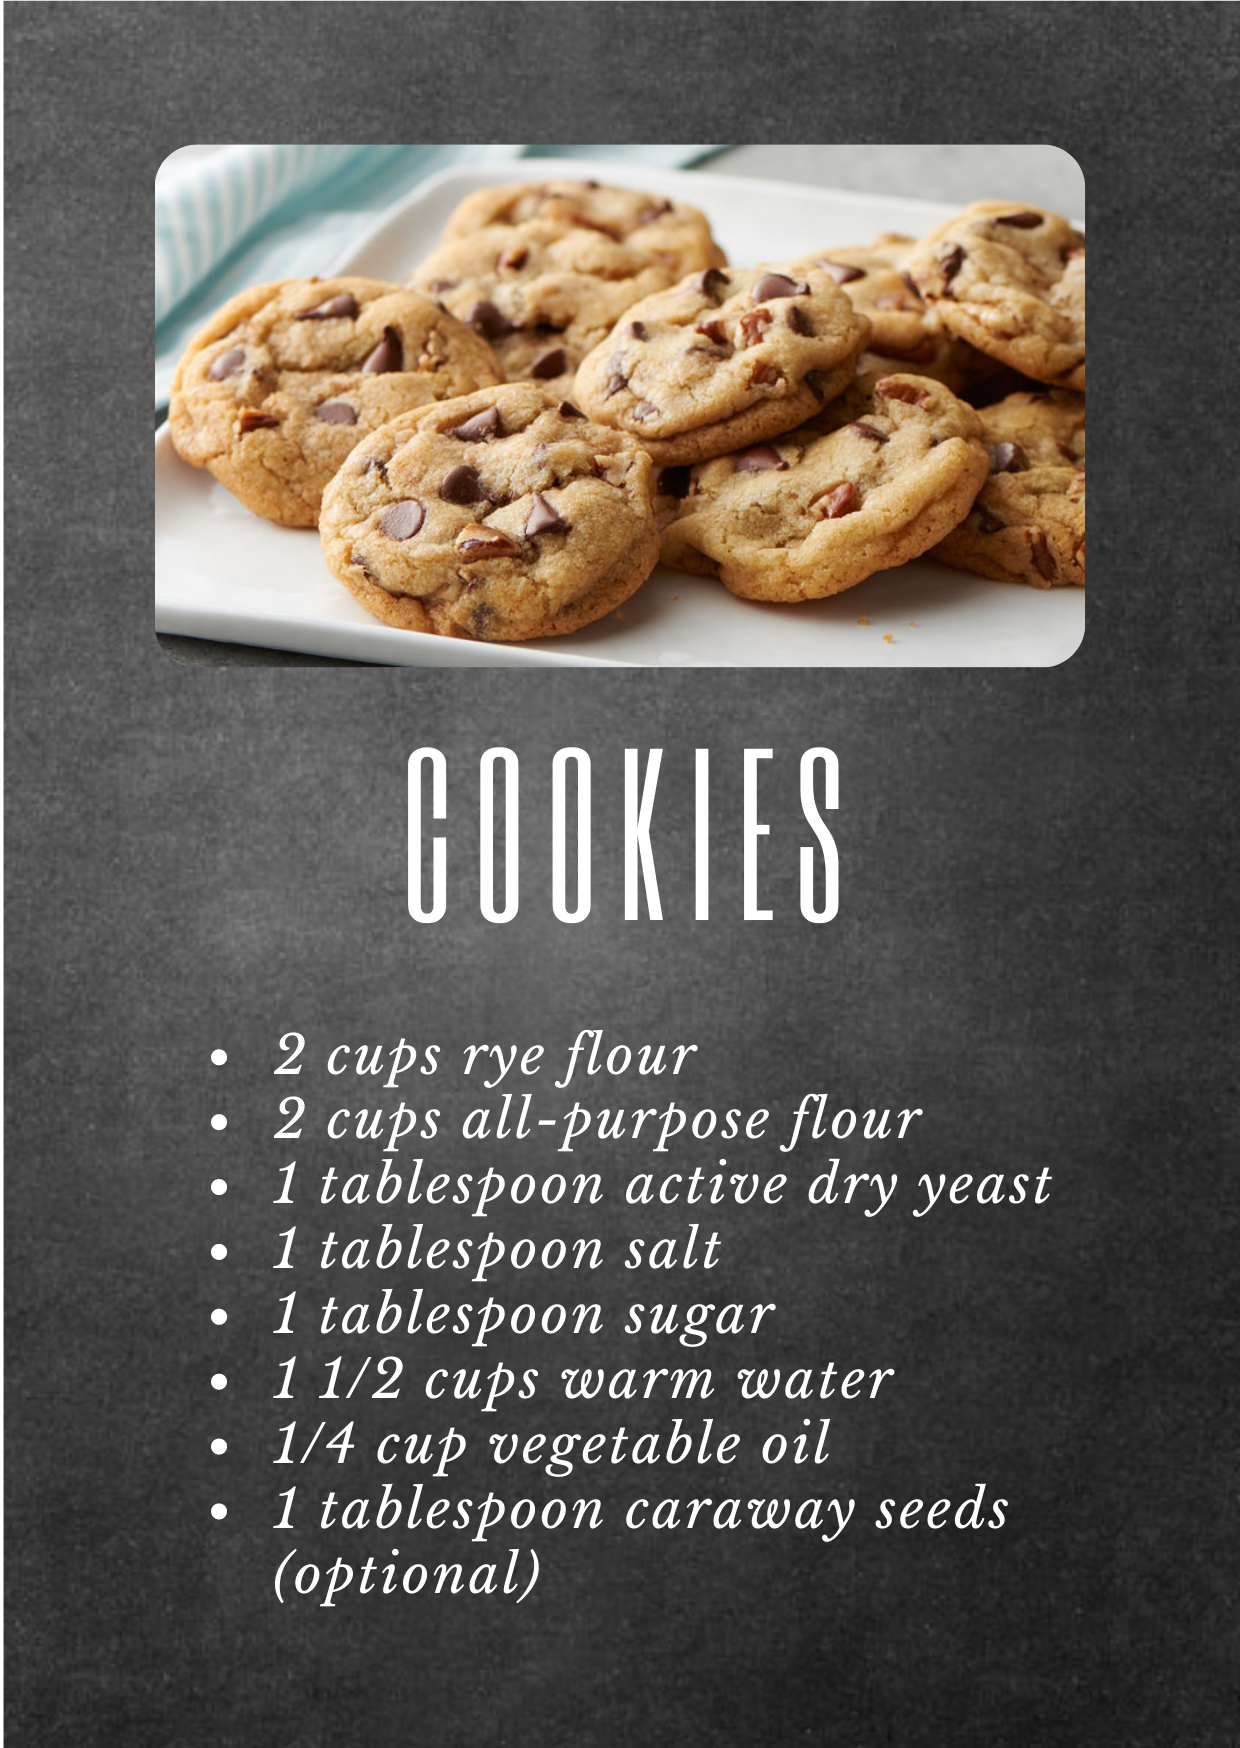 COOKIES
• 2 cups rye flour
• 2 cups all-purpose flour
• 1 tablespoon active dry yeast
• 1 tablespoon salt
• 1 tablespoon sugar
• 1 1/2 cups warm water
• 1/4 cup vegetable oil
• 1 tablespoon caraway seeds
(optional)